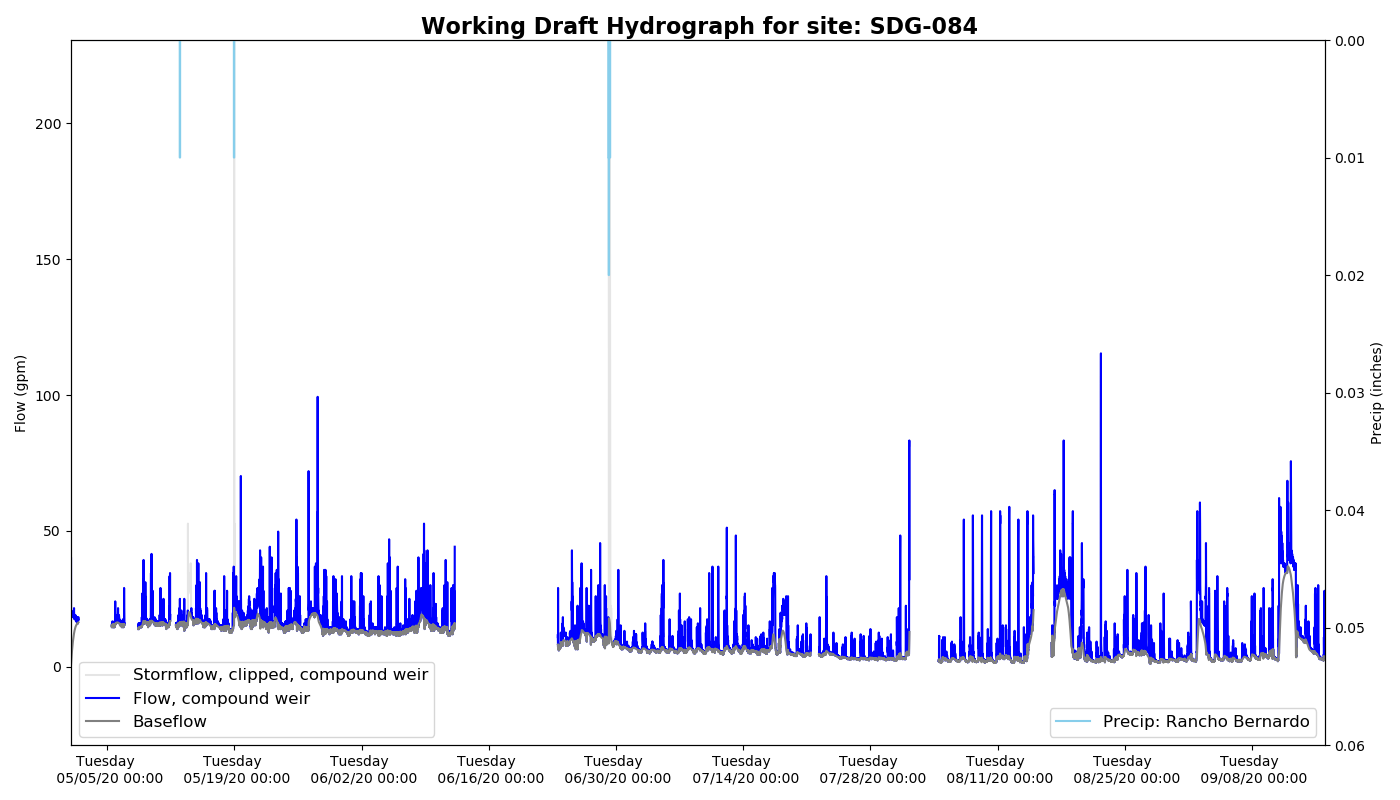 Working Draft Hydrograph for site: SDG-084
Flow (gpm)
200
150
100
50
0
0.00
0.01
0.02
0.03
0.04
0.05
0.06
Precip (inches)
Stormflow, clipped, compound weir
Flow, compound weir
Baseflow
Precip: Rancho Bernardo
Tuesday
05/05/20 00:00
Tuesday
05/19/20 00:00
Tuesday
06/02/20 00:00
Tuesday
06/16/20 00:00
Tuesday
06/30/20 00:00
Tuesday
07/14/20 00:00
Tuesday
07/28/20 00:00
Tuesday
08/11/20 00:00
Tuesday
08/25/20 00:00
Tuesday
09/08/20 00:00